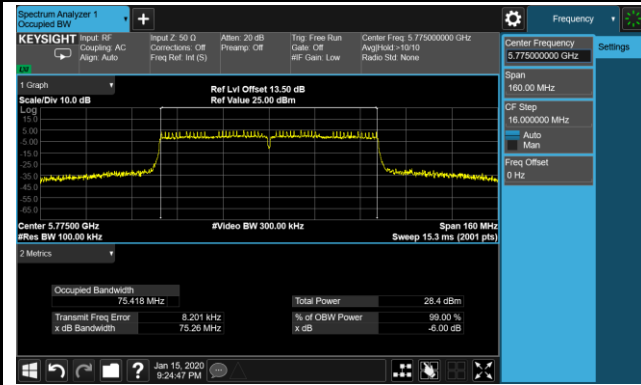 Spectrum Analyzer 1
Occupied BW
Frequency
KEYSIGHT
Input: RF
Coupling: AC
Align: Auto
Input Z: 50 Ω
Corrections: Off
Freq Ref: Int (S)
Atten: 20 dB
Preamp: Off
Trig: Free Run
Gate: Off
#IF Gain: Low
Center Freq: 5.775000000 GHz
Avg|Hold:>10/10
Radio Std: None
Center Frequency
5.775000000 GHz
Settings
Span
160.00 MHz
CF Step
16.000000 MHz
Auto
Man
Freq Offset
0 Hz
1 Graph
Scale/Div 10.0 dB
Ref Lvl Offset 13.50 dB
Ref Value 25.00 dBm
Log
15.0
5.00
-5.00
-15.0
-25.0
-35.0
-45.0
-55.0
-65.0
Center 5.77500 GHz
#Res BW 100.00 kHz
#Video BW 300.00 kHz
Span 160 MHz
Sweep 15.3 ms (2001 pts)
2 Metrics
Occupied Bandwidth
75.418 MHz
Total Power 28.4 dBm
Transmit Freq Error 8.201 kHz
% of OBW Power 99.00 %
x dB Bandwidth 75.26 MHz
x dB -6.00 dB
?
Jan 15, 2020
9:24:47 PM